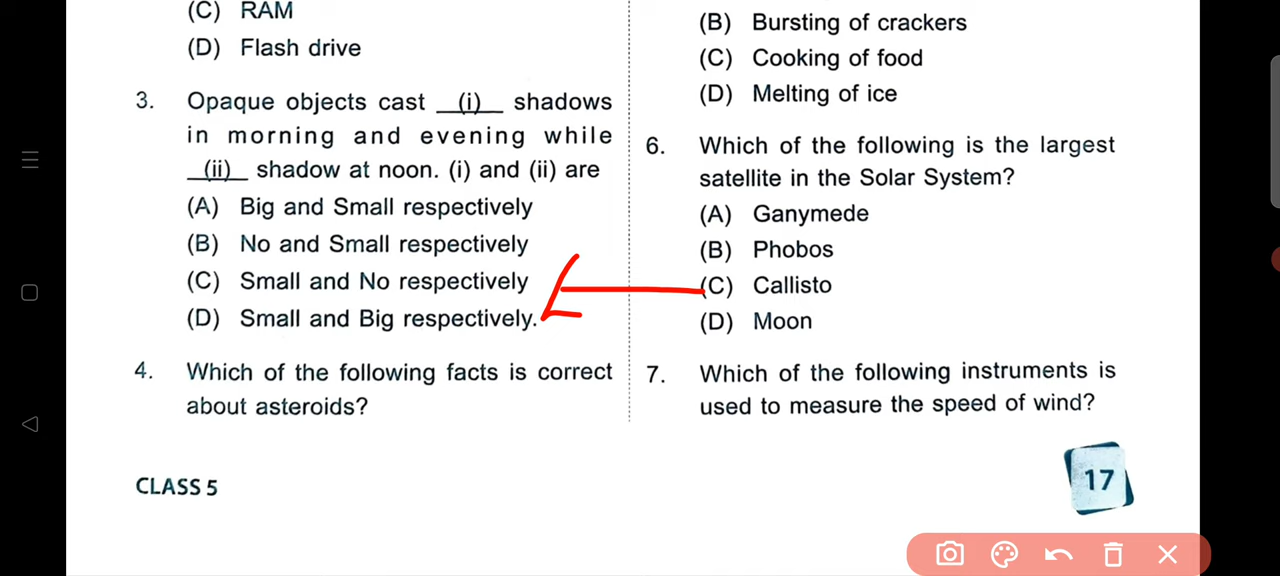 (C) RAM
(D) Flash drive
3. Opaque objects cast __(i)__ shadows
in morning and evening while
__(ii)__ shadow at noon. (i) and (ii) are
(A) Big and Small respectively
(B) No and Small respectively
(C) Small and No respectively
(D) Small and Big respectively.
4. Which of the following facts is correct
about asteroids?
(B) Bursting of crackers
(C) Cooking of food
(D) Melting of ice
6. Which of the following is the largest
satellite in the Solar System?
(A) Ganymede
(B) Phobos
(C) Callisto
(D) Moon
7. Which of the following instruments is
used to measure the speed of wind?
CLASS 5
17